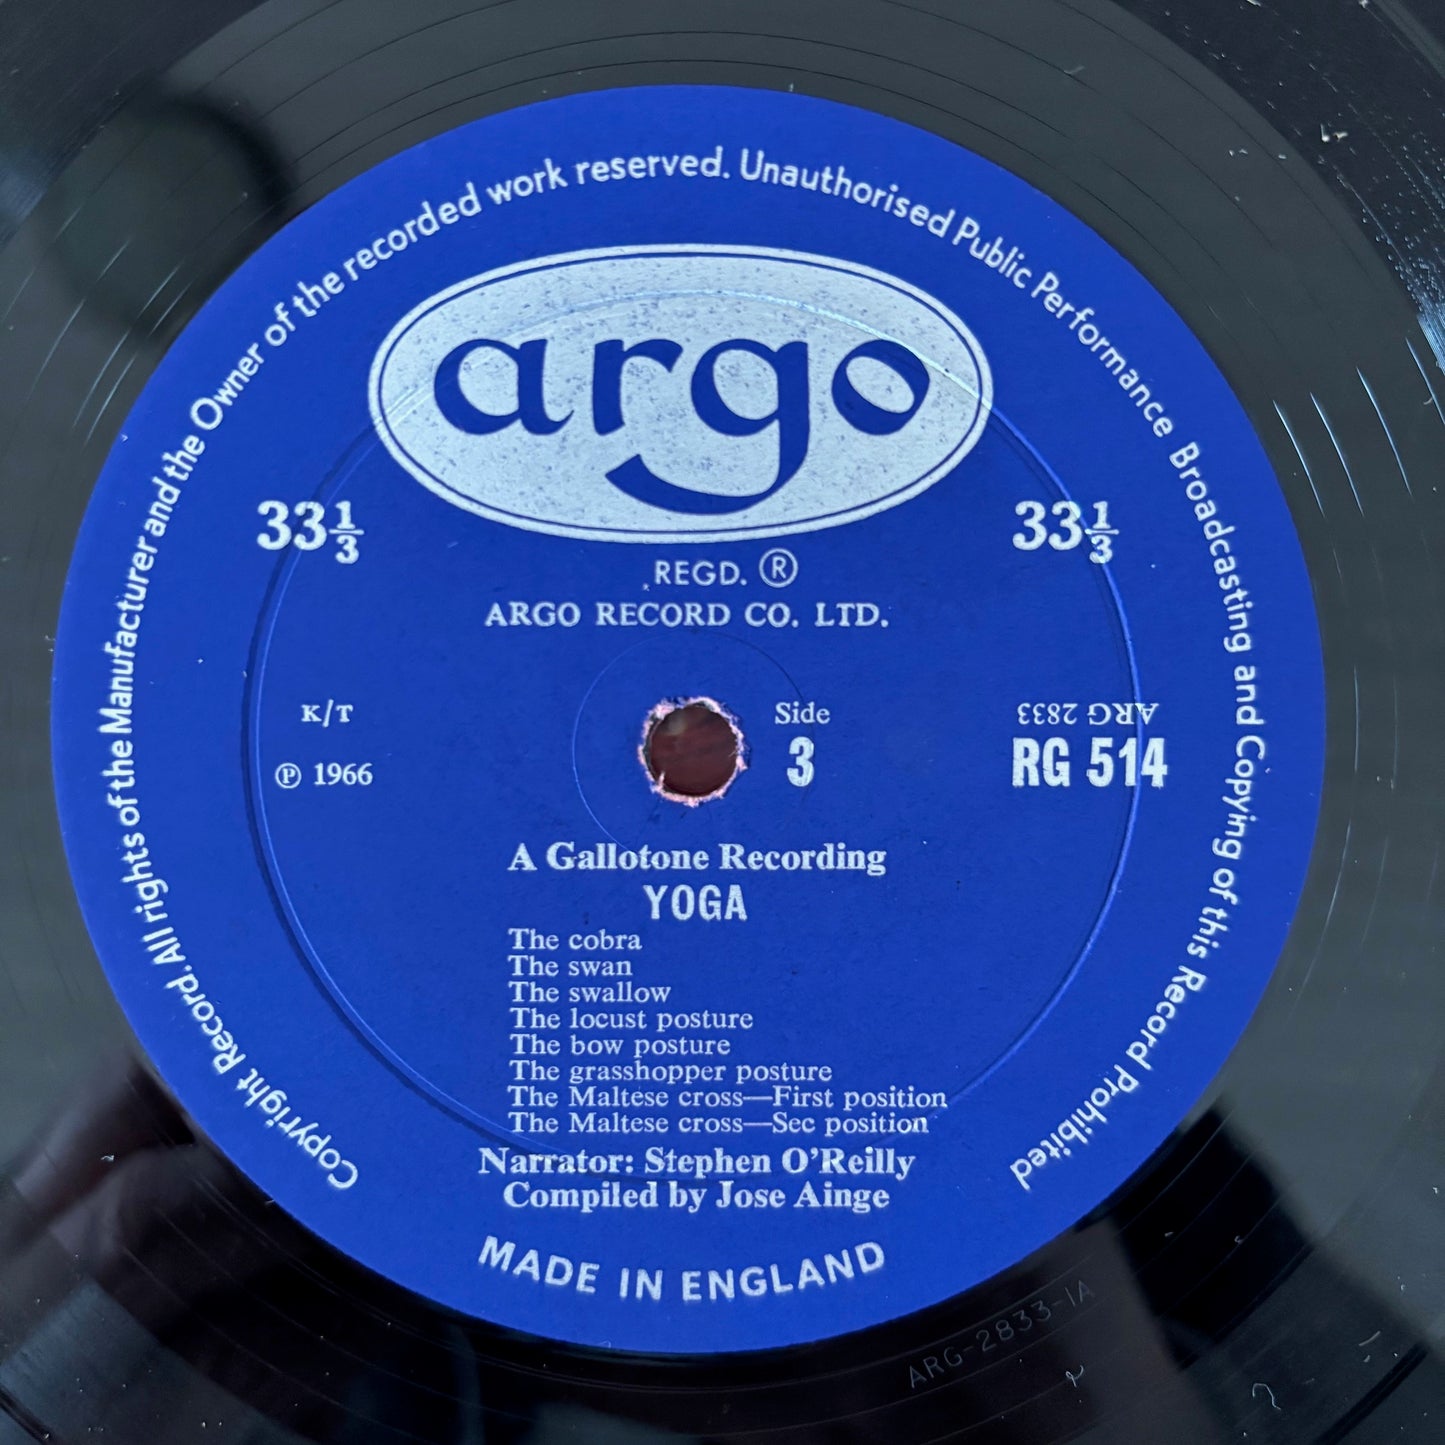 Copyright Record. All rights of the Manufacturer and the Owner of the recorded work reserved. Unauthorised Public Performance Broadcasting and Copying of this Record Prohibited
argo
33⅓ 33⅓
REGD. ®
ARGO RECORD CO. LTD.
K/T Side ARG 2833
℗ 1966 3 RG 514
A Gallotone Recording
YOGA
The cobra
The swan
The swallow
The locust posture
The bow posture
The grasshopper posture
The Maltese cross—First position
The Maltese cross—Sec position
Narrator: Stephen O'Reilly
Compiled by Jose Ainge
MADE IN ENGLAND
ARG-2833-1A